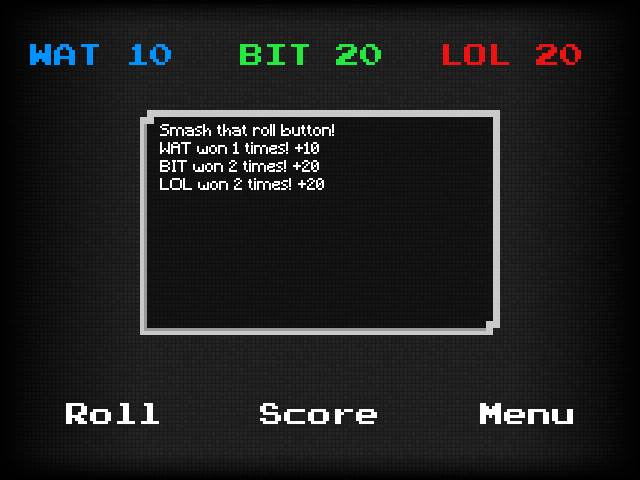 WAT 10 BIT 20 LOL 20
Smash that roll button!
WAT won 1 times! +10
BIT won 2 times! +20
LOL won 2 times! +20
Roll Score Menu